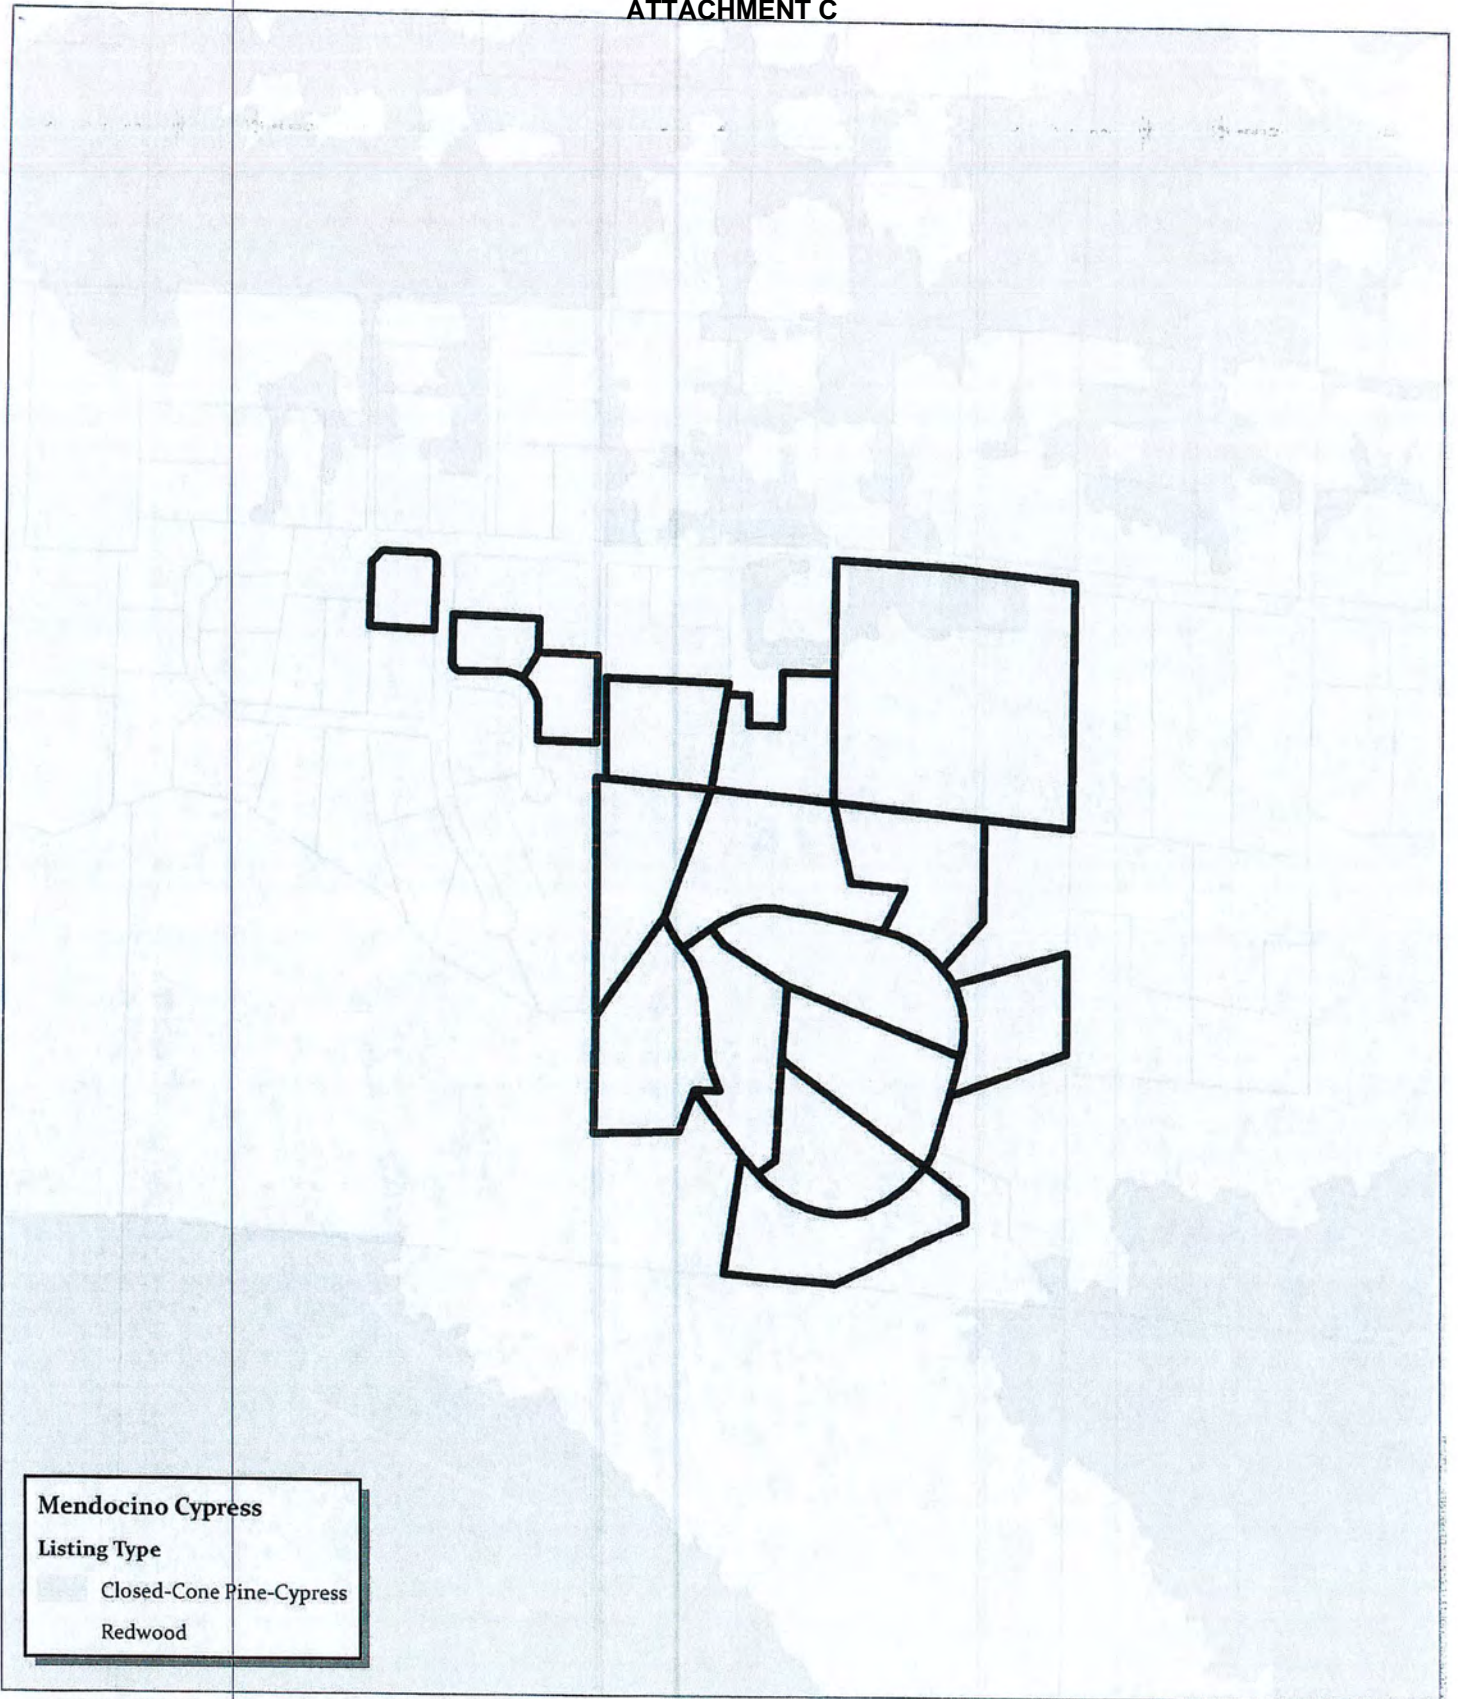 ATTACHMENT C
Mendocino Cypress
Listing Type
Closed-Cone Pine-Cypress
Redwood